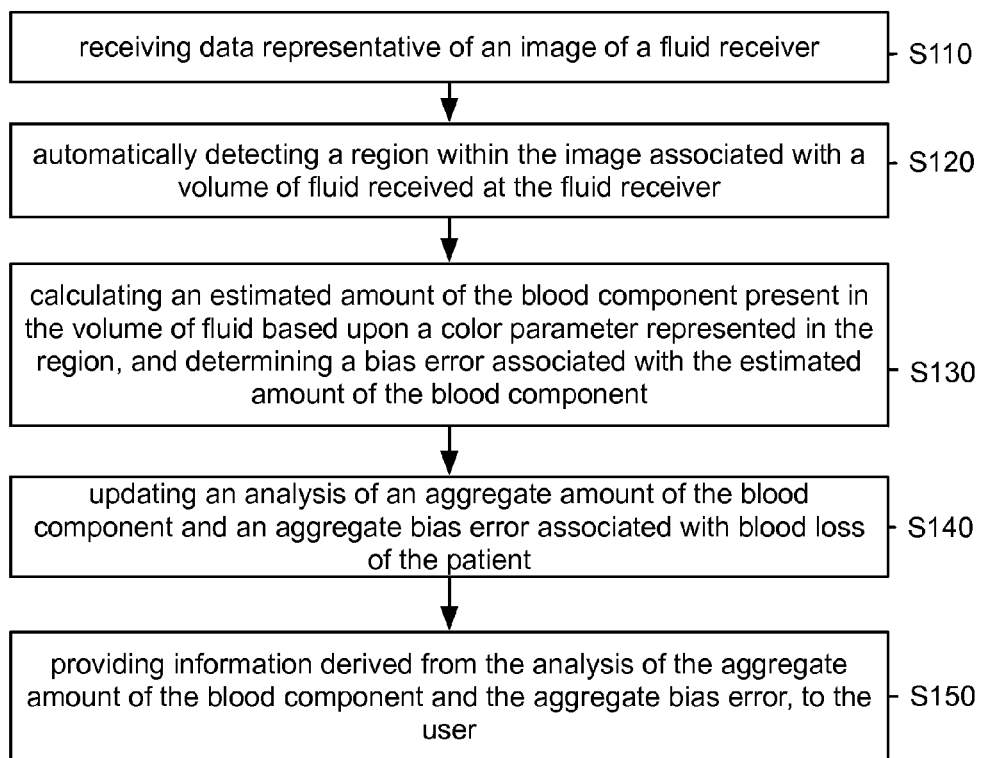 receiving data representative of an image of a fluid receiver
S110
automatically detecting a region within the image associated with a
volume of fluid received at the fluid receiver
S120
calculating an estimated amount of the blood component present in
the volume of fluid based upon a color parameter represented in the
region, and determining a bias error associated with the estimated
amount of the blood component
S130
updating an analysis of an aggregate amount of the blood
component and an aggregate bias error associated with blood loss
of the patient
S140
providing information derived from the analysis of the aggregate
amount of the blood component and the aggregate bias error, to the
user
S150